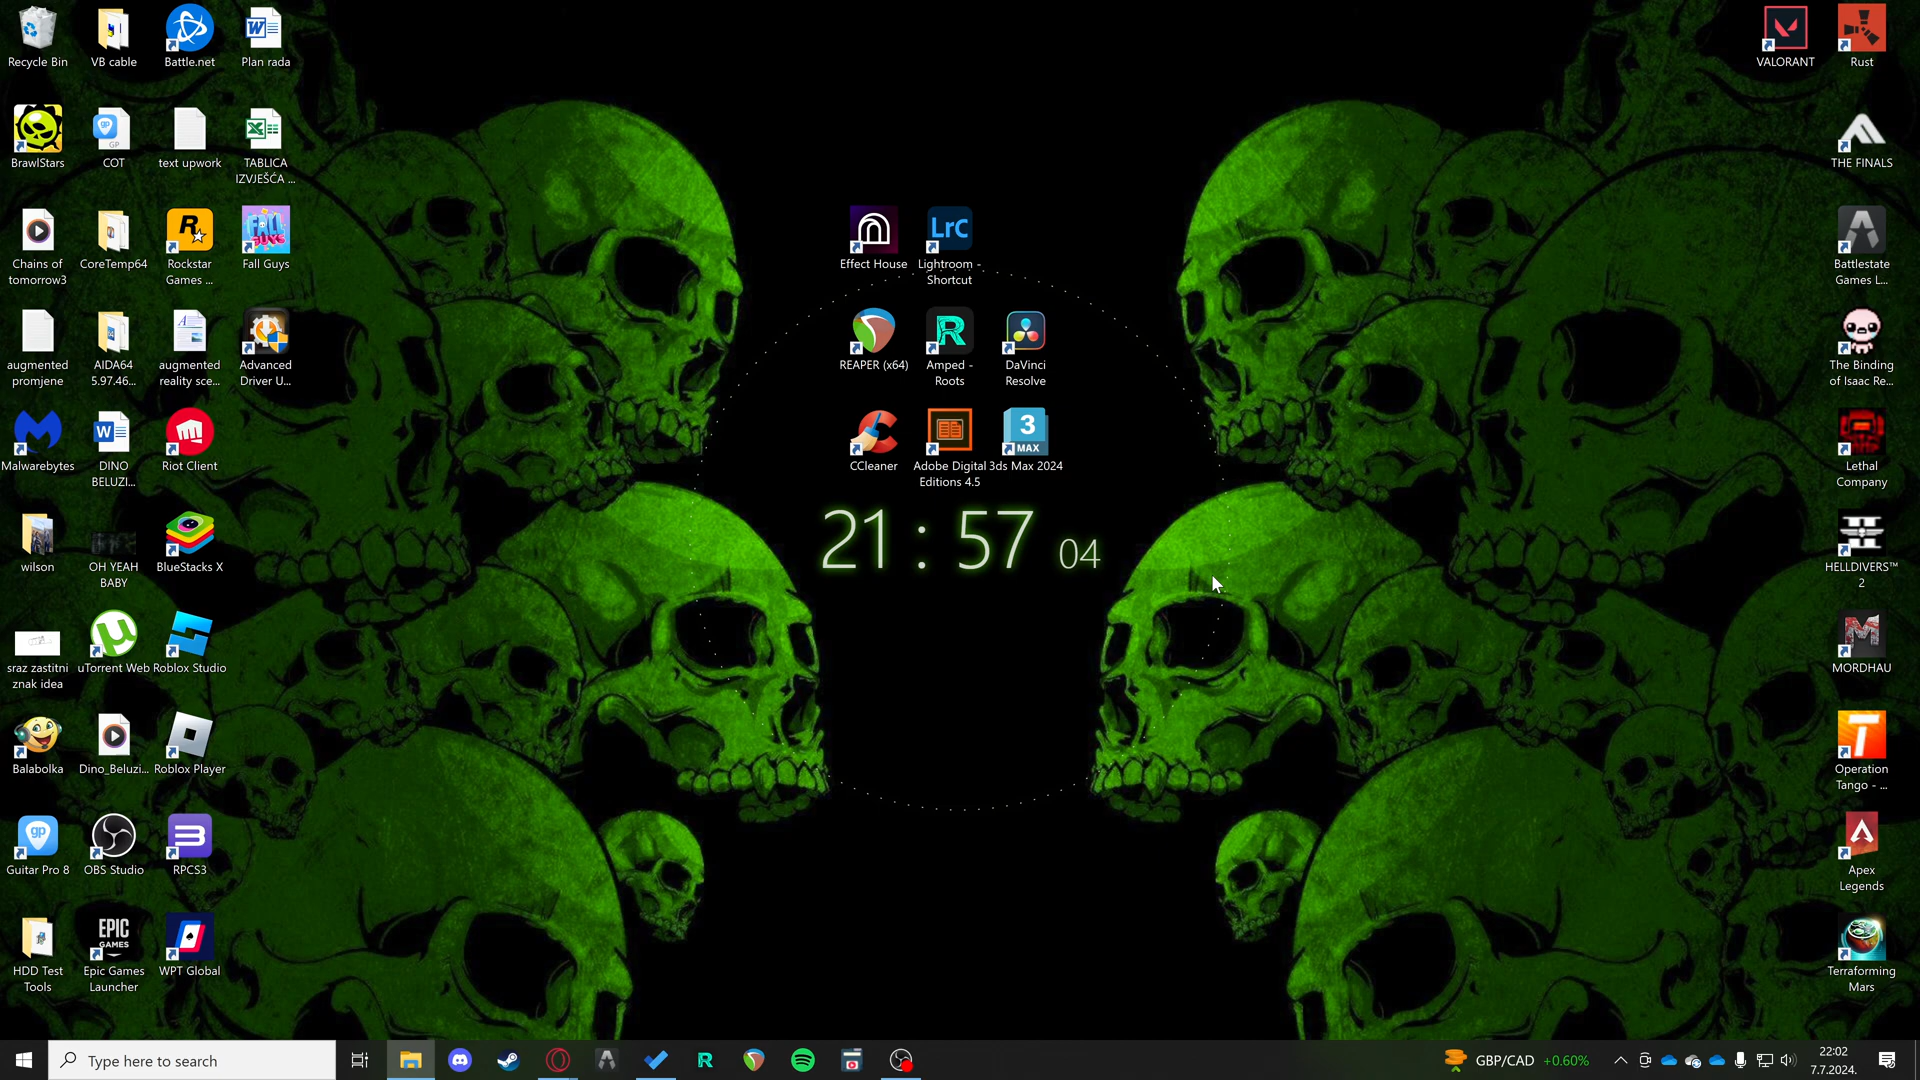 Recycle Bin
VB cable
Battle.net
Plan rada
VALORANT
Rust
BrawlStars
COT
text upwork
TABLICA
IZVJEŠĆA ...
THE FINALS
Chains of
tomorrow3
CoreTemp64
Rockstar
Games ...
Fall Guys
Effect House
LrC
Lightroom -
Shortcut
Battlestate
Games L...
augmented
promjene
AIDA64
5.97.46...
augmented
reality sce...
Advanced
Driver U...
REAPER (x64)
Amped -
Roots
DaVinci
Resolve
The Binding
of Isaac Re...
Malwarebytes
DINO
BELUZI...
Riot Client
CCleaner
Adobe Digital
Editions 4.5
3
MAX
3ds Max 2024
Lethal
Company
wilson
OH YEAH
BABY
BlueStacks X
21 : 57 04
HELLDIVERS™
2
sraz zastitni
znak idea
uTorrent Web
Roblox Studio
MORDHAU
Balabolka
Dino_Beluzi...
Roblox Player
Operation
Tango - ...
gp
Guitar Pro 8
OBS Studio
RPCS3
Apex
Legends
HDD Test
Tools
EPIC
GAMES
Epic Games
Launcher
WPT Global
Terraforming
Mars
Type here to search
GBP/CAD +0.60%
22:02
7.7.2024.